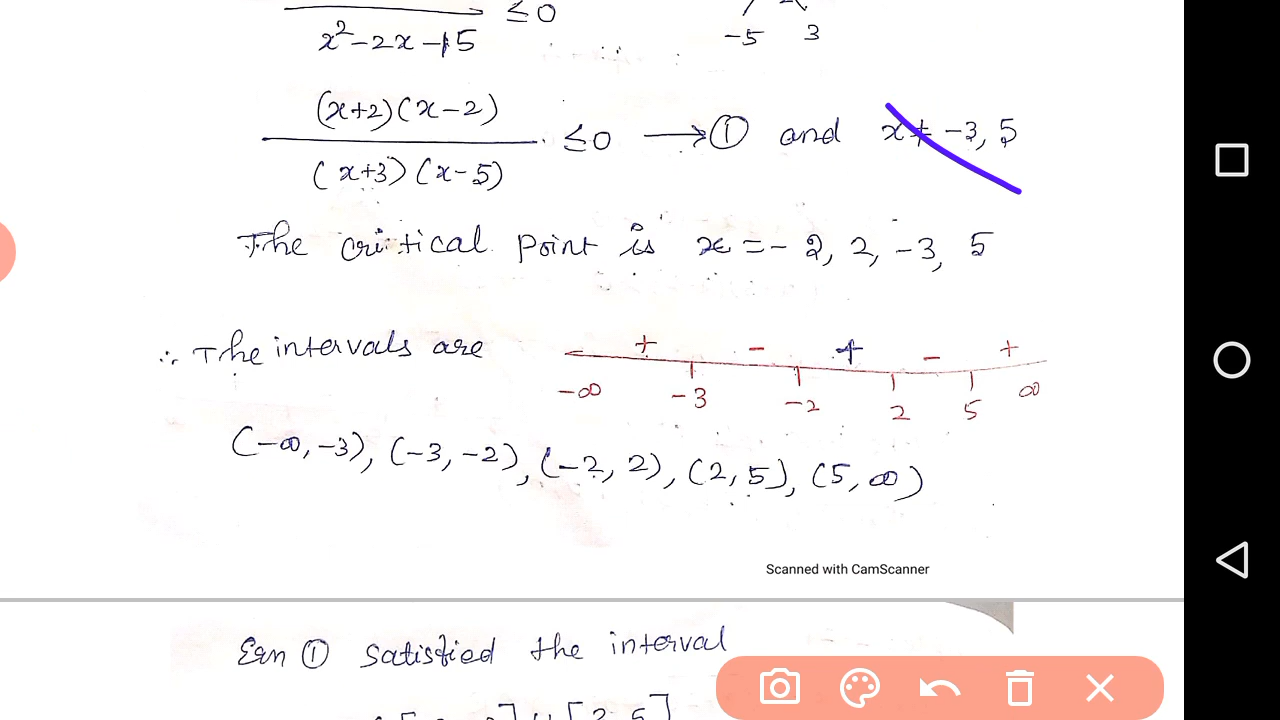 ≤0
x²-2x-15
-5 3
(x+2)(x-2)
≤0 ⟶① and x≠ -3, 5
(x+3)(x-5)
The critical point is x = -2, 2, -3, 5
∴ The intervals are
+ - + - +
-∞ -3 -2 2 5 ∞
(-∞, -3), (-3, -2), (-2, 2), (2, 5), (5, ∞)
Scanned with CamScanner
Eqn ① satisfied the interval
] ∪ [2, 5]